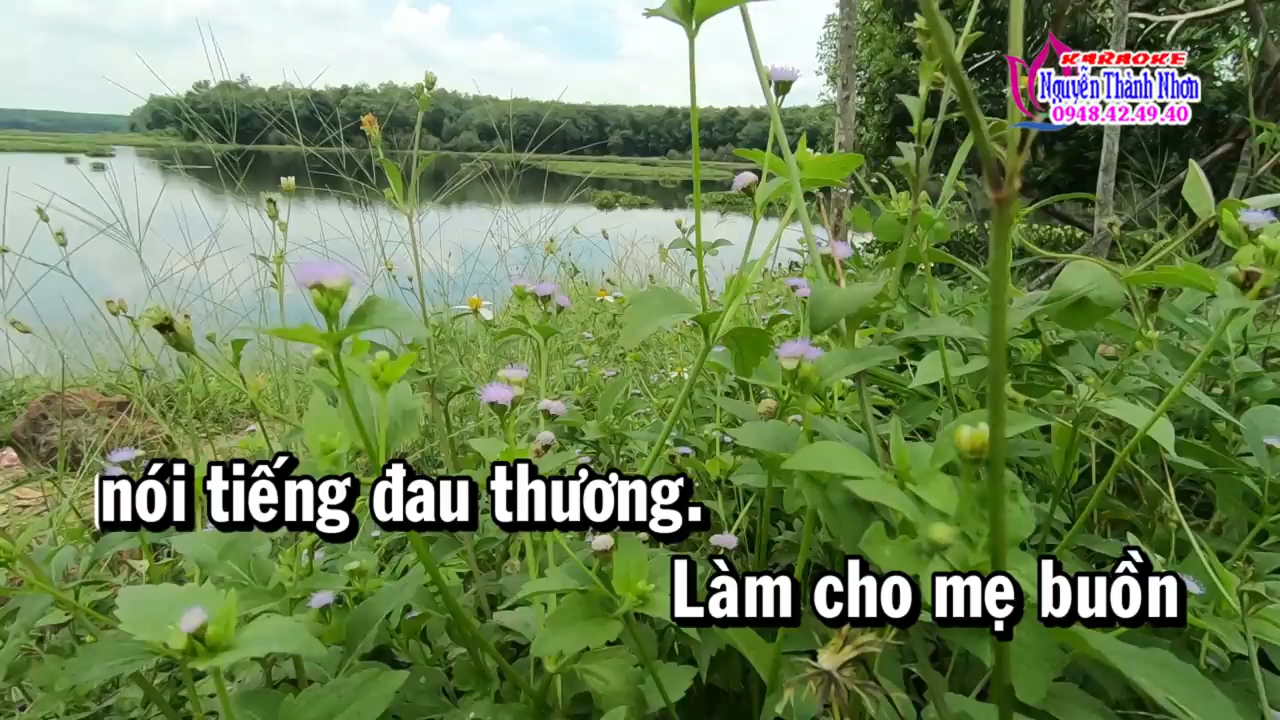 KARAOKE
Nguyễn Thành Nhơn
0948.42.49.40
nói tiếng đau thương.
Làm cho mẹ buồn